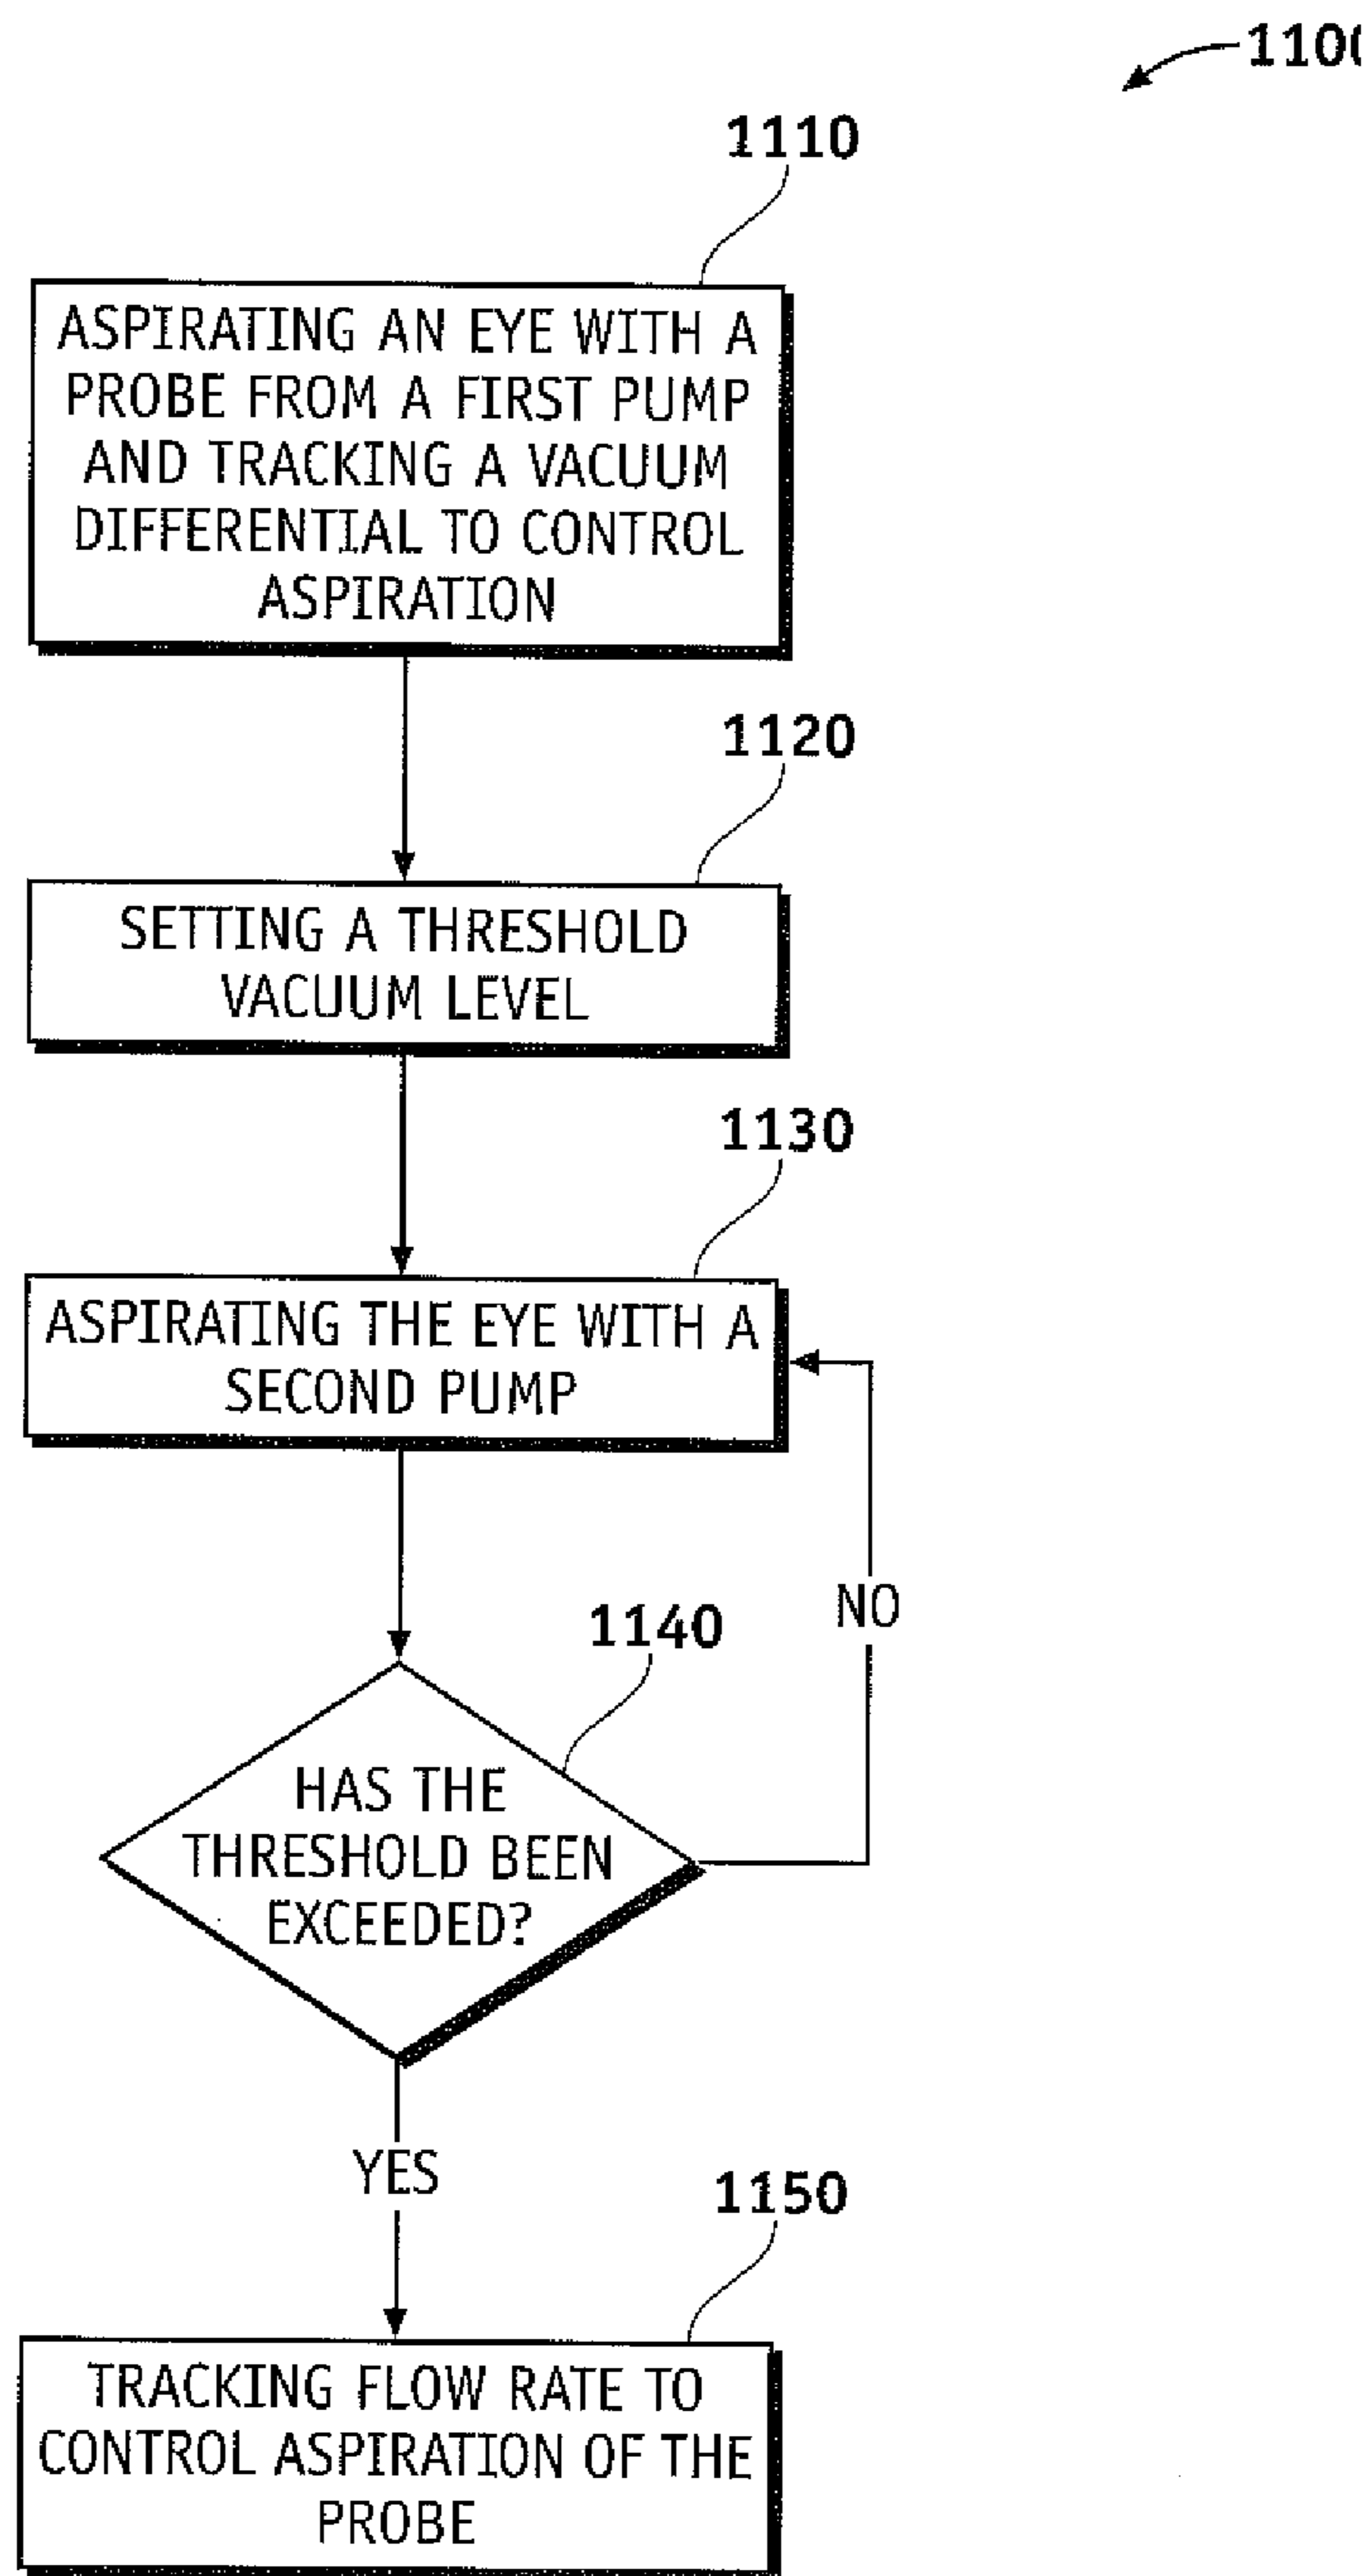 1110
ASPIRATING AN EYE WITH A
PROBE FROM A FIRST PUMP
AND TRACKING A VACUUM
DIFFERENTIAL TO CONTROL
ASPIRATION
1120
SETTING A THRESHOLD
VACUUM LEVEL
1130
ASPIRATING THE EYE WITH A
SECOND PUMP
NO
1140
HAS THE
THRESHOLD BEEN
EXCEEDED?
YES
1150
TRACKING FLOW RATE TO
CONTROL ASPIRATION OF THE
PROBE